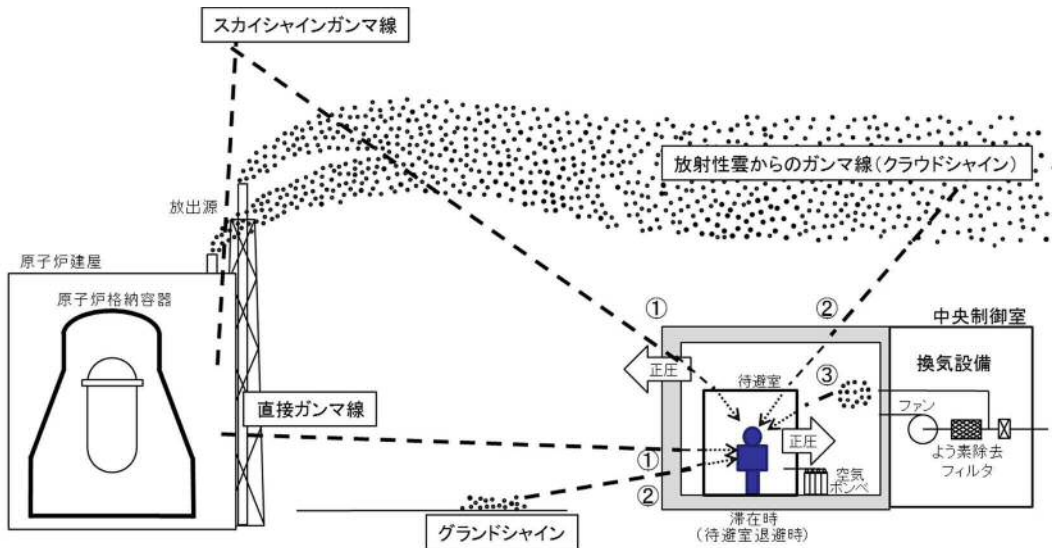 スカイシャインガンマ線
放射性雲からのガンマ線(クラウドシャイン)
放出源
原子炉建屋
原子炉格納容器
①
②
中央制御室
換気設備
正圧
待避室
③
ファン
直接ガンマ線
正圧
よう素除去
フィルタ
①
空気
ボンベ
②
グランドシャイン
滞在時
(待避室退避時)